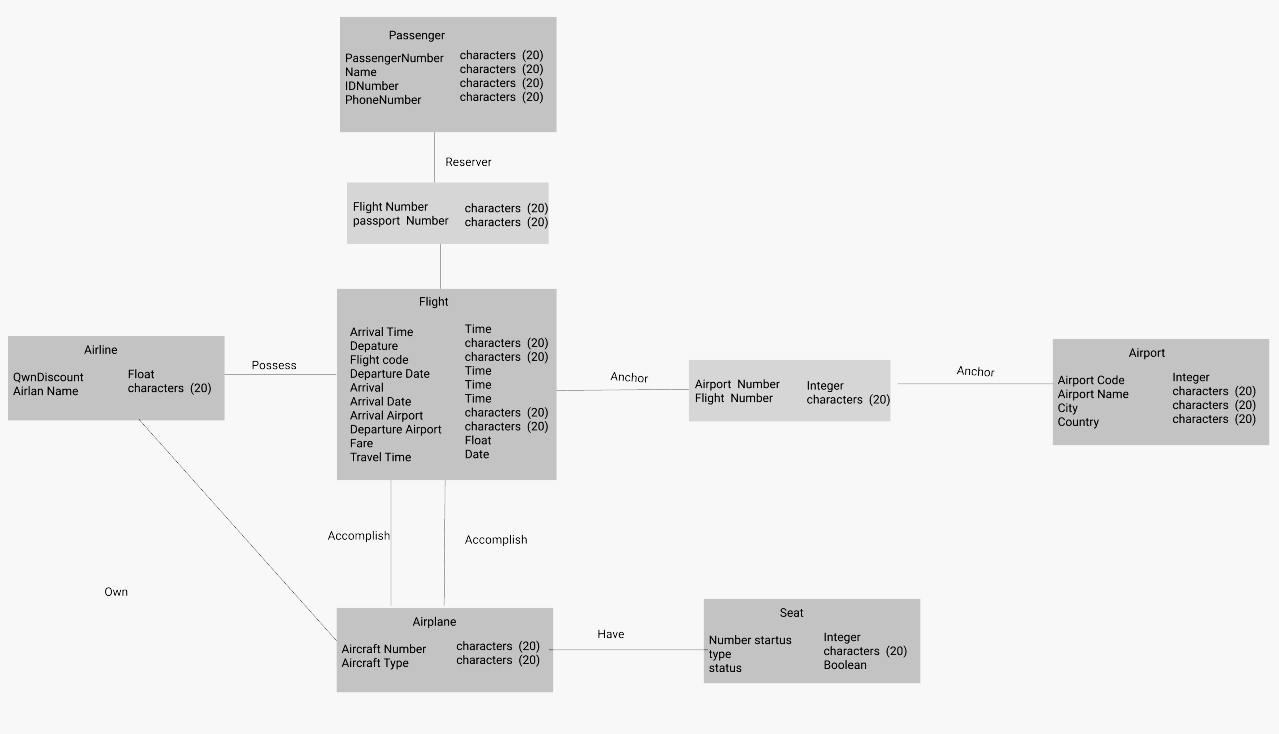 Passenger
PassengerNumber characters (20)
Name characters (20)
IDNumber characters (20)
PhoneNumber characters (20)
Reserver
Flight Number characters (20)
passport Number characters (20)
Flight
Arrival Time Time
Depature characters (20)
Flight code characters (20)
Departure Date Time
Arrival Time
Arrival Date Time
Arrival Airport characters (20)
Departure Airport characters (20)
Fare Float
Travel Time Date
Airline
QwnDiscount Float
Airlan Name characters (20)
Possess
Anchor
Airport Number Integer
Flight Number characters (20)
Anchor
Airport
Airport Code Integer
Airport Name characters (20)
City characters (20)
Country characters (20)
Accomplish
Accomplish
Own
Airplane
Aircraft Number characters (20)
Aircraft Type characters (20)
Have
Seat
Number startus Integer
type characters (20)
status Boolean